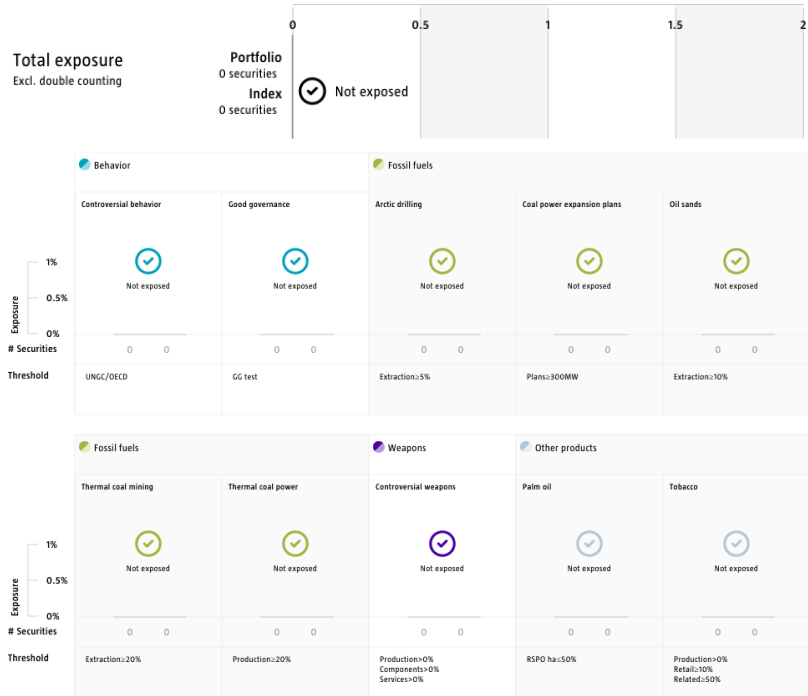 0 0.5 1 1.5 2
Total exposure
Excl. double counting
Portfolio
0 securities
Index
0 securities
Not exposed
Behavior Fossil fuels
Controversial behavior Good governance Arctic drilling Coal power expansion plans Oil sands
Not exposed Not exposed Not exposed Not exposed Not exposed
Exposure
1%
0.5%
0%
# Securities 0 0 0 0 0 0 0 0 0 0
Threshold UNGC/OECD GG test Extraction≥5% Plans≥300MW Extraction≥10%
Fossil fuels Weapons Other products
Thermal coal mining Thermal coal power Controversial weapons Palm oil Tobacco
Not exposed Not exposed Not exposed Not exposed Not exposed
Exposure
1%
0.5%
0%
# Securities 0 0 0 0 0 0 0 0 0 0
Threshold Extraction≥20% Production≥20% Production>0% RSPO ha≤50% Production>0%
Components>0% Retail≥10%
Services>0% Related≥50%